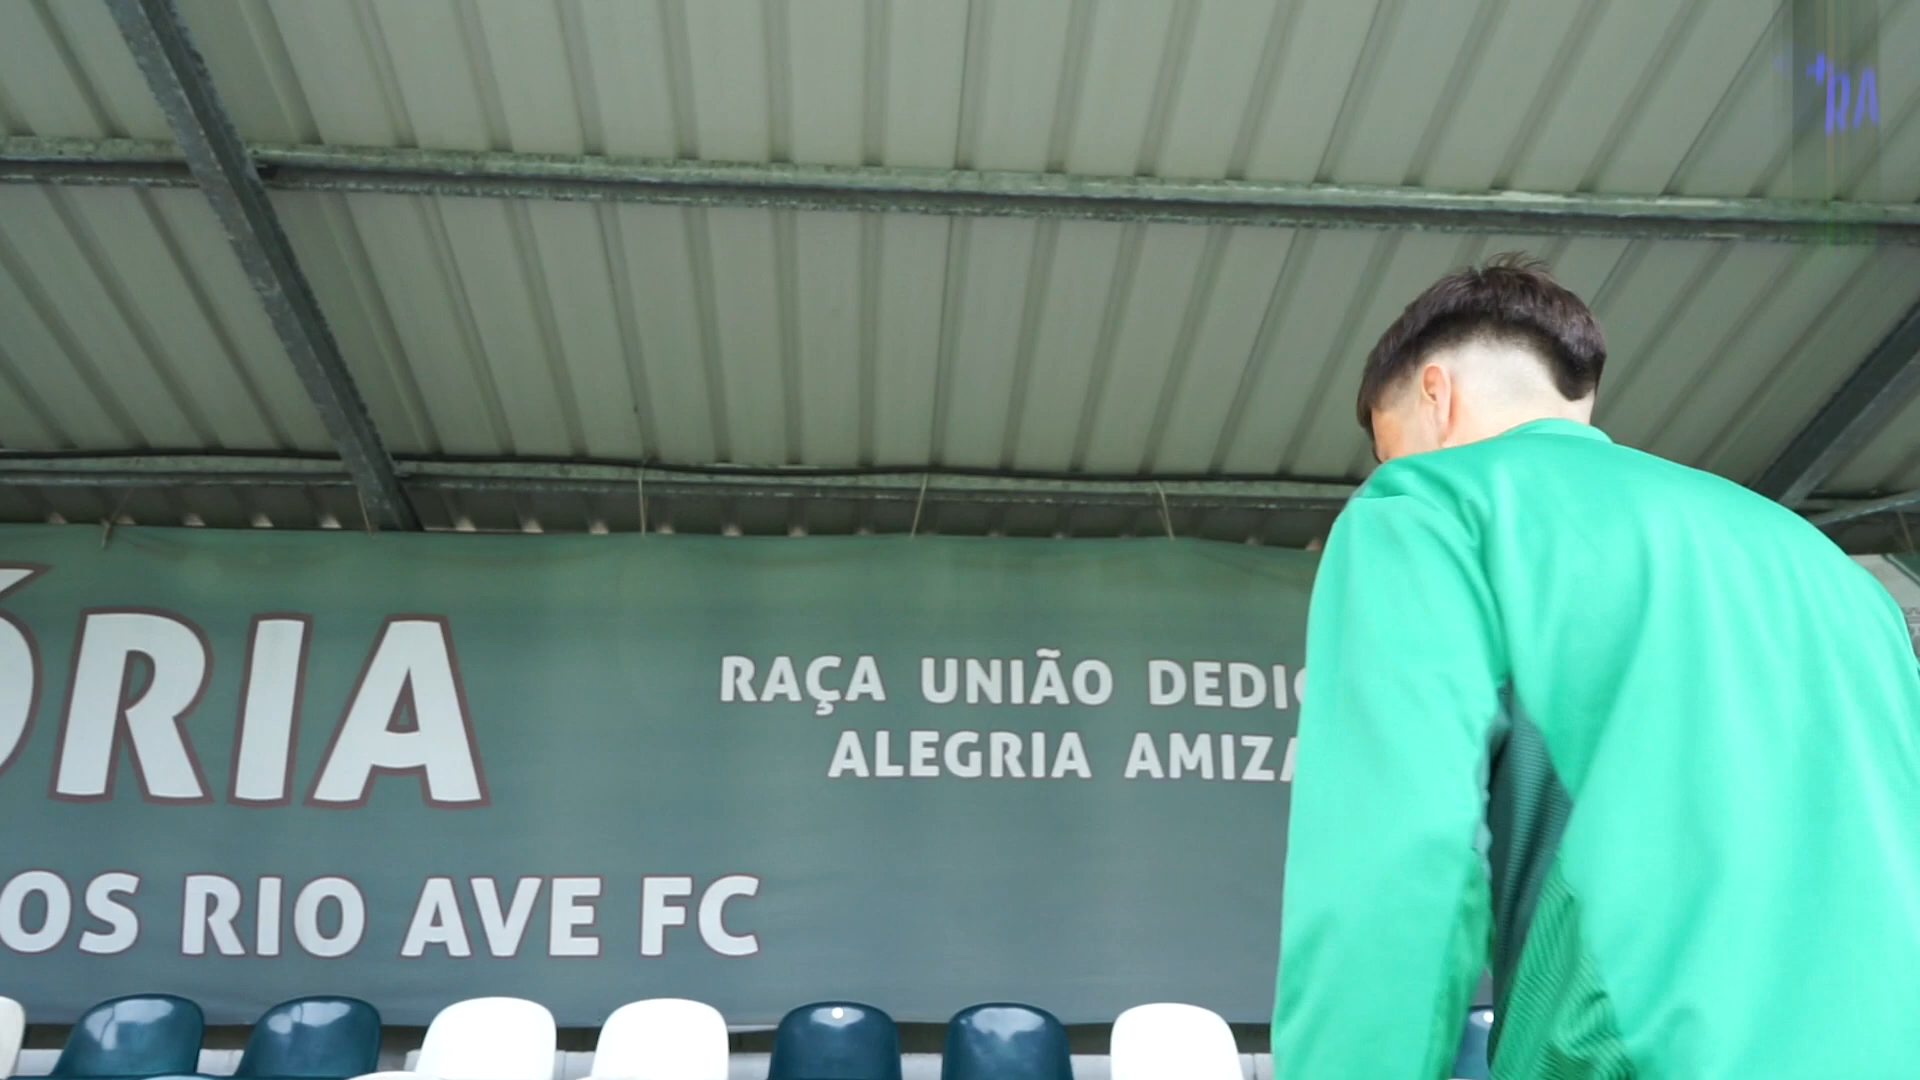 ÓRIA
OS RIO AVE FC
RAÇA UNIÃO DEDIC
ALEGRIA AMIZA
RA